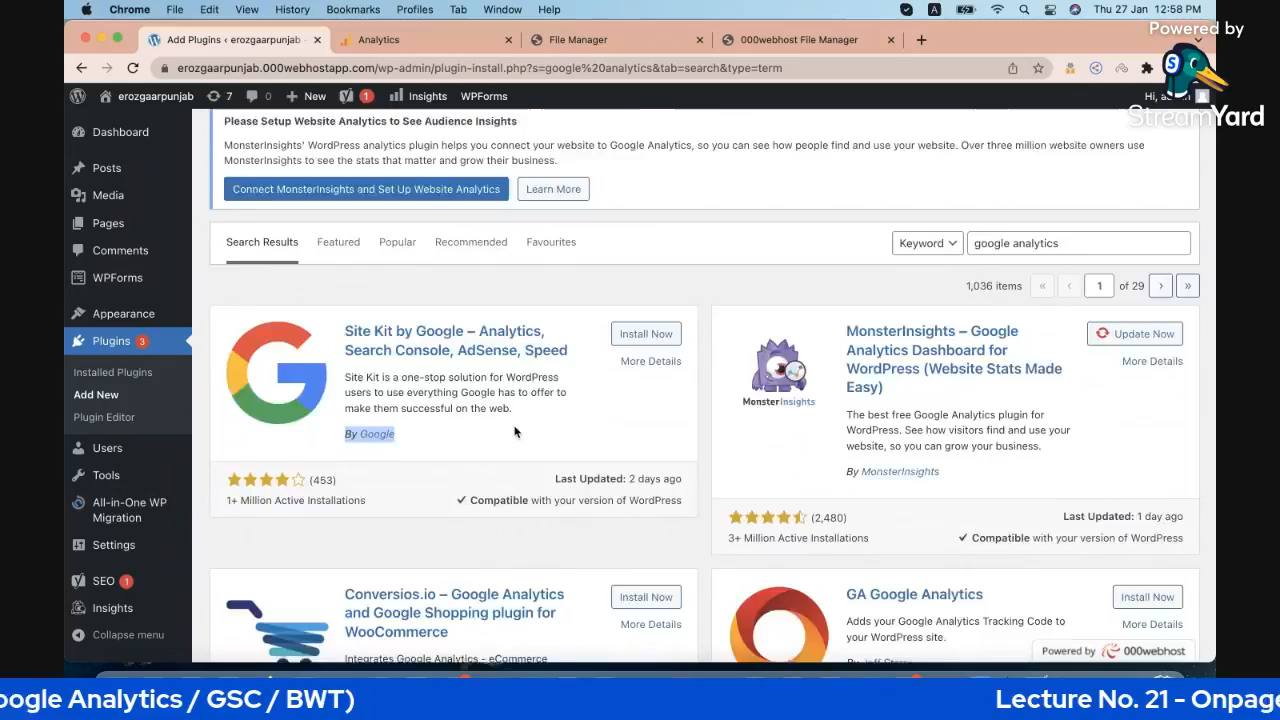 Chrome File Edit View History Bookmarks Profiles Tab Window Help
A Thu 27 Jan 12:58 PM
Powered by
StreamYard
Add Plugins ‹ erozgaarpunjab
Analytics
File Manager
000webhost File Manager
erozgaarpunjab.000webhostapp.com/wp-admin/plugin-install.php?s=google%20analytics&tab=search&type=term
erozgaarpunjab 7 0 New 1 Insights WPForms
Hi,
Dashboard
Posts
Media
Pages
Comments
WPForms
Appearance
Plugins 3
Installed Plugins
Add New
Plugin Editor
Users
Tools
All-in-One WP
Migration
Settings
SEO 1
Insights
Collapse menu
Please Setup Website Analytics to See Audience Insights
MonsterInsights' WordPress analytics plugin helps you connect your website to Google Analytics, so you can see how people find and use your website. Over three million website owners use
MonsterInsights to see the stats that matter and grow their business.
Connect MonsterInsights and Set Up Website Analytics
Learn More
Search Results Featured Popular Recommended Favourites
Keyword
google analytics
1,036 items « ‹ 1 of 29 › »
Site Kit by Google – Analytics,
Search Console, AdSense, Speed
Install Now
More Details
Site Kit is a one-stop solution for WordPress
users to use everything Google has to offer to
make them successful on the web.
By Google
(453)
Last Updated: 2 days ago
1+ Million Active Installations
Compatible with your version of WordPress
MonsterInsights
MonsterInsights – Google
Analytics Dashboard for
WordPress (Website Stats Made
Easy)
Update Now
More Details
The best free Google Analytics plugin for
WordPress. See how visitors find and use your
website, so you can grow your business.
By MonsterInsights
(2,480)
Last Updated: 1 day ago
3+ Million Active Installations
Compatible with your version of WordPress
Conversios.io – Google Analytics
and Google Shopping plugin for
WooCommerce
Install Now
More Details
Integrates Google Analytics - eCommerce
GA Google Analytics
Install Now
More Details
Adds your Google Analytics Tracking Code to
your WordPress site.
Powered by 000webhost
oogle Analytics / GSC / BWT)
Lecture No. 21 - Onpage